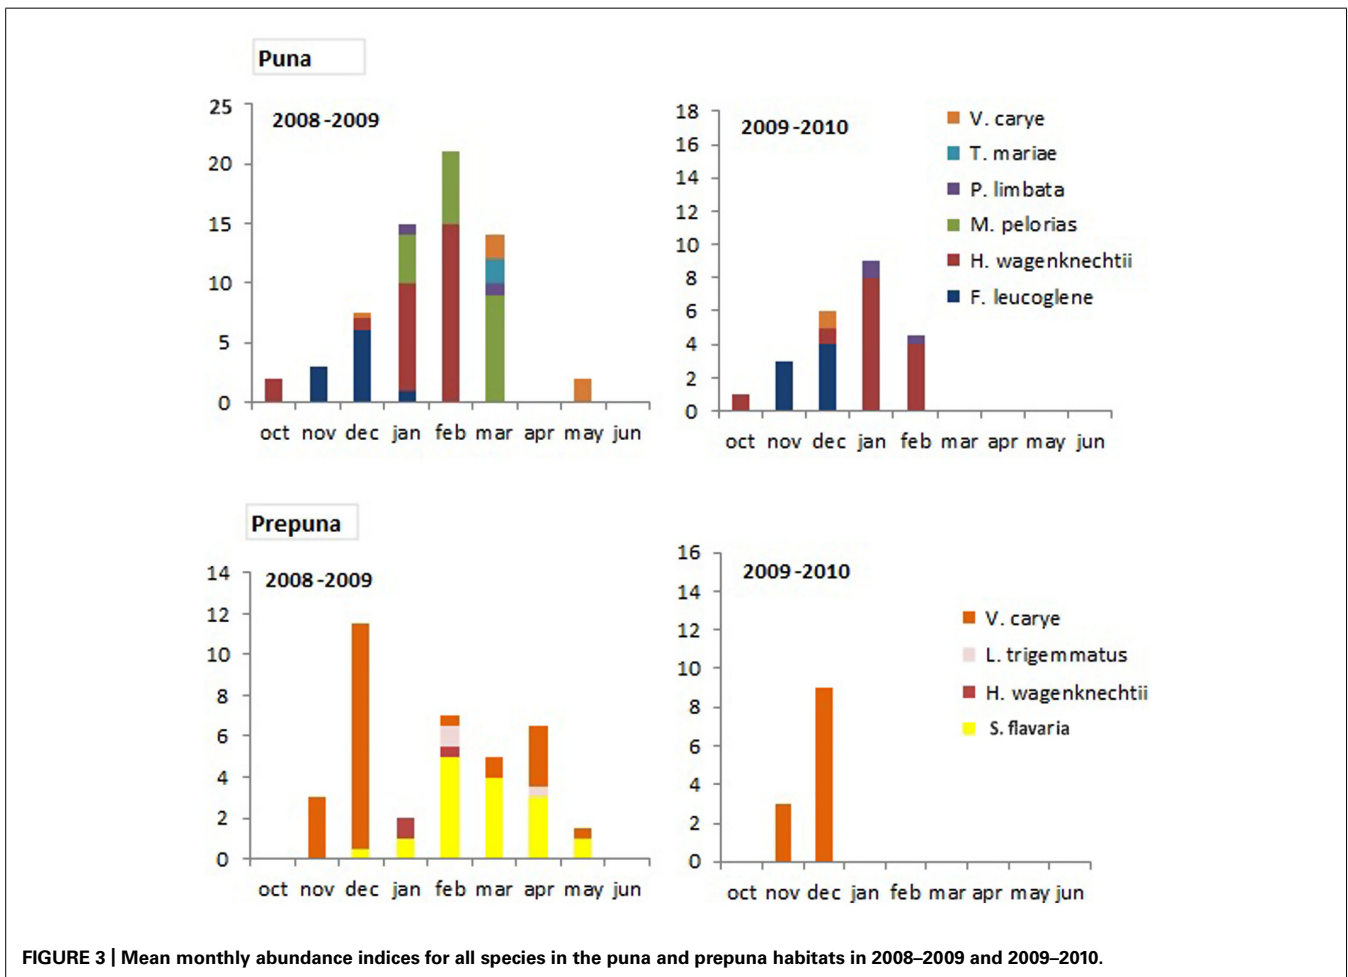 Puna
2008-2009
25
20
15
10
5
0
oct nov dec jan feb mar apr may jun
2009-2010
18
16
14
12
10
8
6
4
2
0
oct nov dec jan feb mar apr may jun
V. carye
T. mariae
P. limbata
M. pelorias
H. wagenknechtii
F. leucoglene
Prepuna
2008-2009
14
12
10
8
6
4
2
0
oct nov dec jan feb mar apr may jun
2009-2010
16
14
12
10
8
6
4
2
0
oct nov dec jan feb mar apr may jun
V. carye
L. trigemmatus
H. wagenknechtii
S. flavaria
FIGURE 3 | Mean monthly abundance indices for all species in the puna and prepuna habitats in 2008–2009 and 2009–2010.